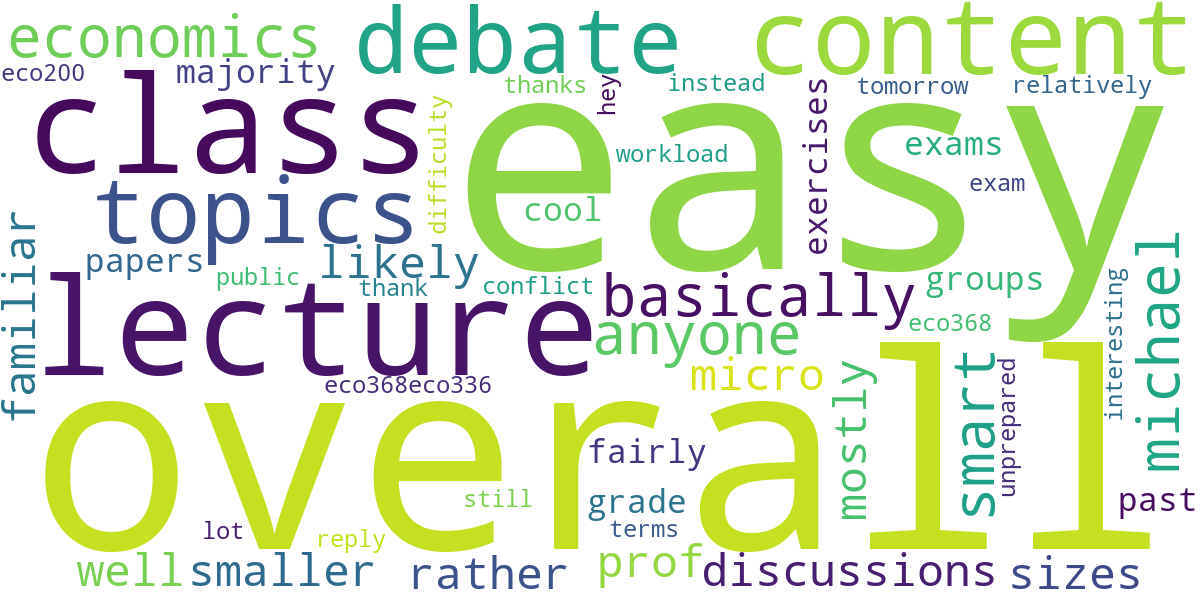 economics
debate
content
eco200
majority
thanks
hey
instead
tomorrow
relatively
class
easy
difficulty
exercises
exams
workload
exam
topics
cool
familiar
papers
public
likely
thank
conflict
basically
groups
michael
lecture
anyone
eco368
interesting
eco368eco336
micro
mostly
smart
unprepared
overall
fairly
still
grade
past
lot
reply
terms
well
smaller
rather
prof
discussions
sizes